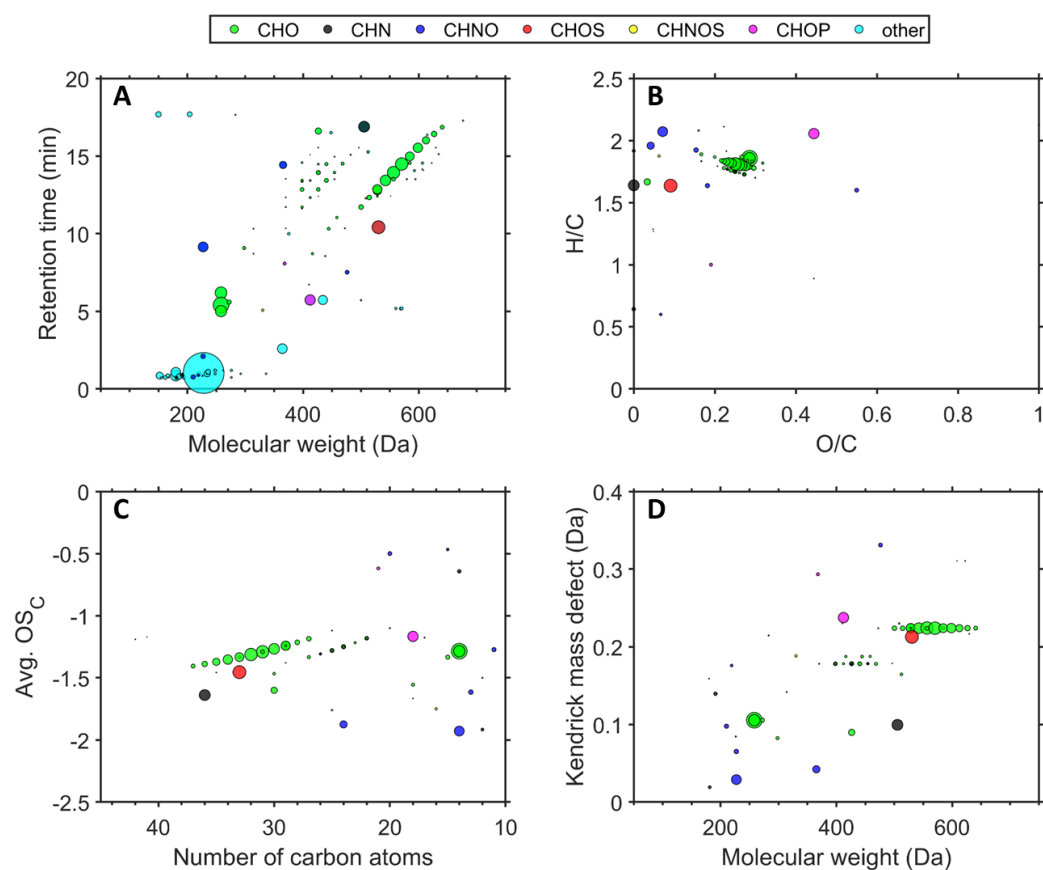 CHO CHN CHNO CHOS CHNOS CHOP other
A
20
15
10
5
0
200 400 600
Retention time (min)
Molecular weight (Da)
B
2.5
2
1.5
1
0.5
0
0 0.2 0.4 0.6 0.8 1
H/C
O/C
C
0
-0.5
-1
-1.5
-2
-2.5
40 30 20 10
Avg. OSC
Number of carbon atoms
D
0.4
0.3
0.2
0.1
0
200 400 600
Kendrick mass defect (Da)
Molecular weight (Da)